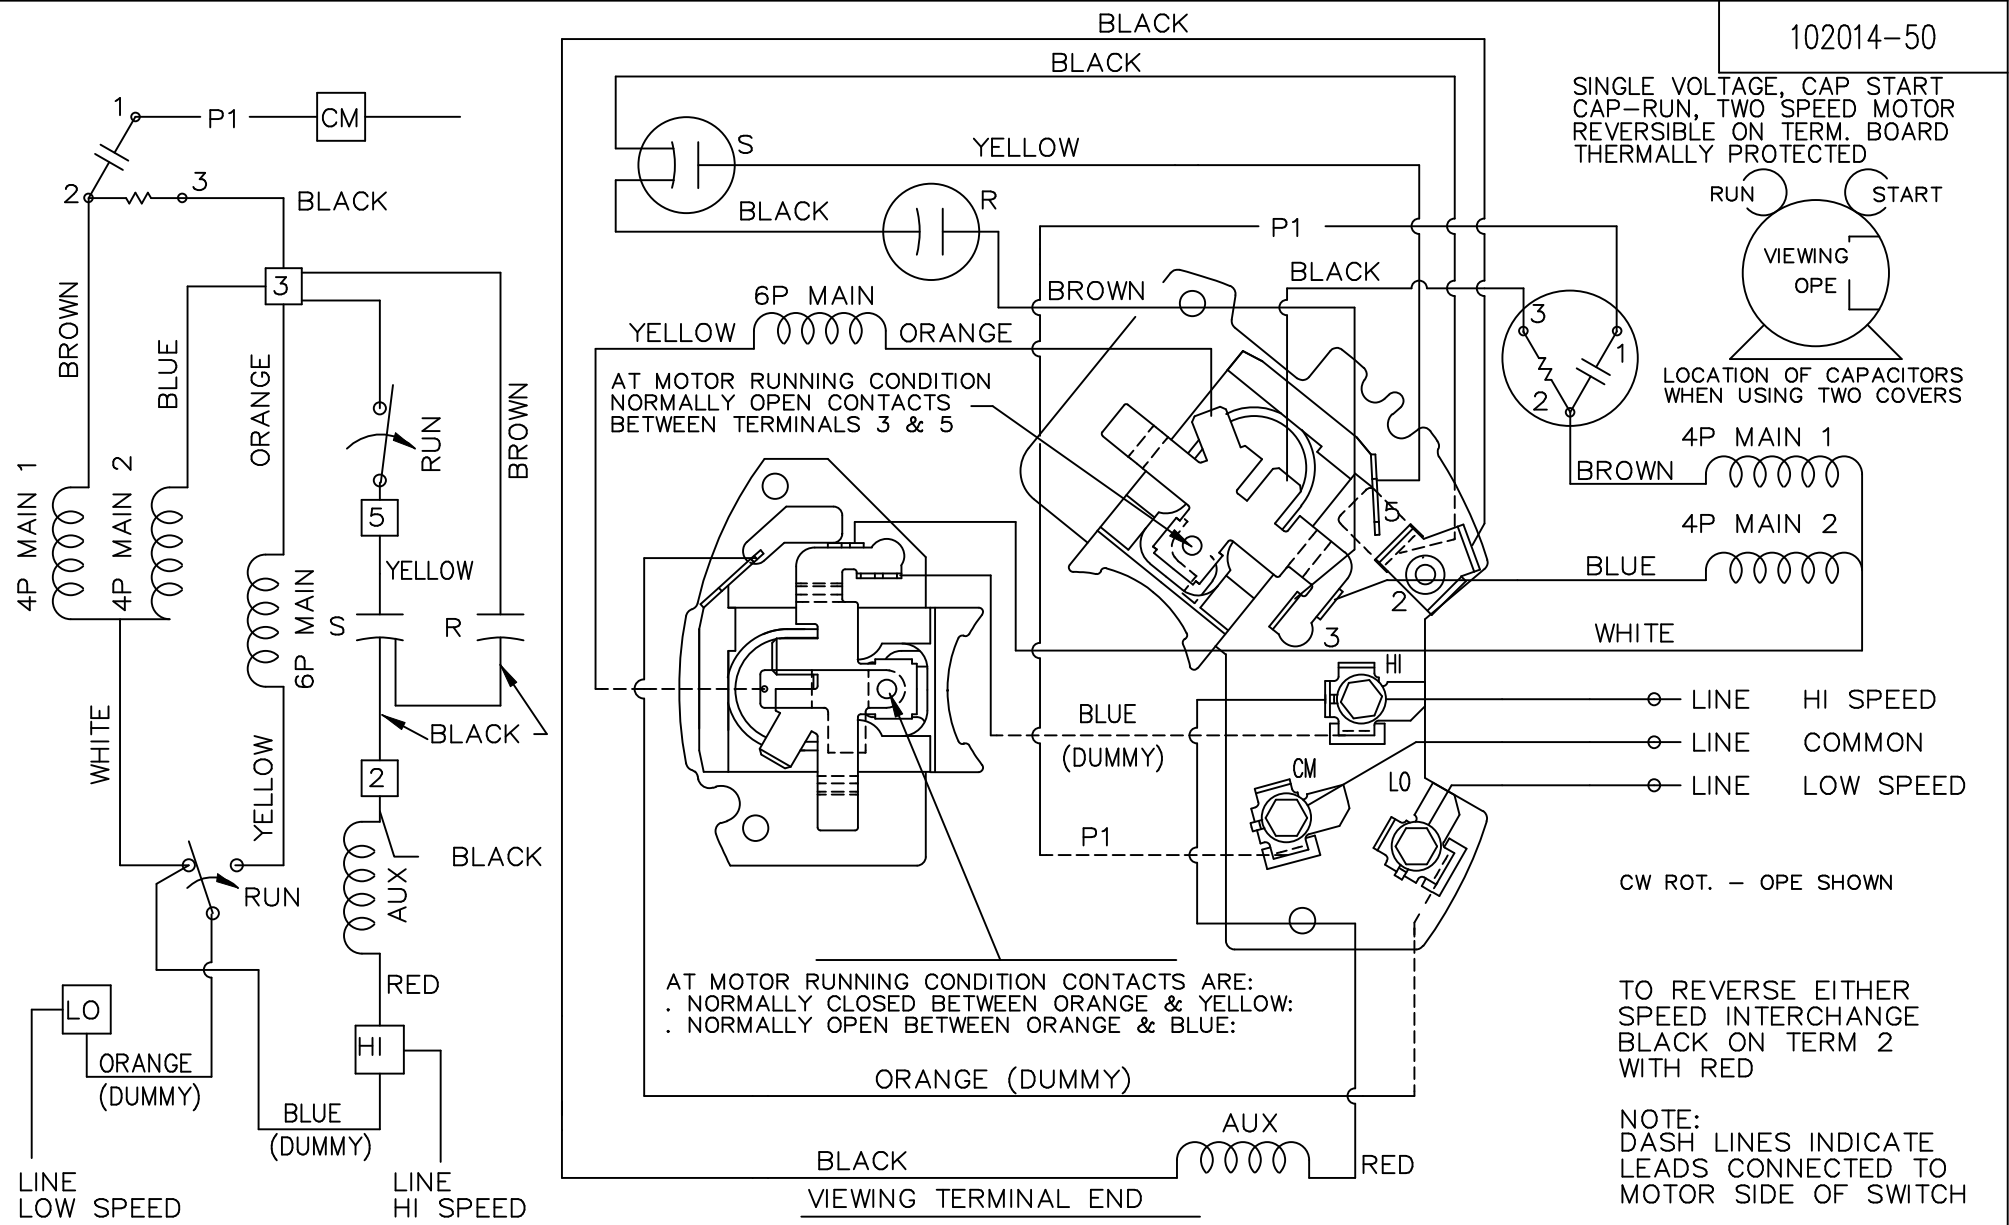 102014-50
SINGLE VOLTAGE, CAP START
CAP-RUN, TWO SPEED MOTOR
REVERSIBLE ON TERM. BOARD
THERMALLY PROTECTED
RUN
START
VIEWING
OPE
LOCATION OF CAPACITORS
WHEN USING TWO COVERS
1
P1
CM
2
3
BLACK
3
BROWN
BLUE
ORANGE
RUN
BROWN
4P MAIN 1
4P MAIN 2
5
YELLOW
6P MAIN
S
R
WHITE
YELLOW
BLACK
2
BLACK
AUX
RUN
RED
LO
HI
ORANGE
(DUMMY)
BLUE
(DUMMY)
LINE
LOW SPEED
LINE
HI SPEED
BLACK
BLACK
S
YELLOW
BLACK
R
P1
BLACK
BROWN
6P MAIN
YELLOW
ORANGE
AT MOTOR RUNNING CONDITION
NORMALLY OPEN CONTACTS
BETWEEN TERMINALS 3 & 5
3
1
2
4P MAIN 1
BROWN
5
4P MAIN 2
BLUE
2
3
WHITE
HI
BLUE
(DUMMY)
CM
LO
P1
LINE HI SPEED
LINE COMMON
LINE LOW SPEED
CW ROT. - OPE SHOWN
AT MOTOR RUNNING CONDITION CONTACTS ARE:
. NORMALLY CLOSED BETWEEN ORANGE & YELLOW:
. NORMALLY OPEN BETWEEN ORANGE & BLUE:
ORANGE (DUMMY)
AUX
BLACK
RED
VIEWING TERMINAL END
TO REVERSE EITHER
SPEED INTERCHANGE
BLACK ON TERM 2
WITH RED
NOTE:
DASH LINES INDICATE
LEADS CONNECTED TO
MOTOR SIDE OF SWITCH